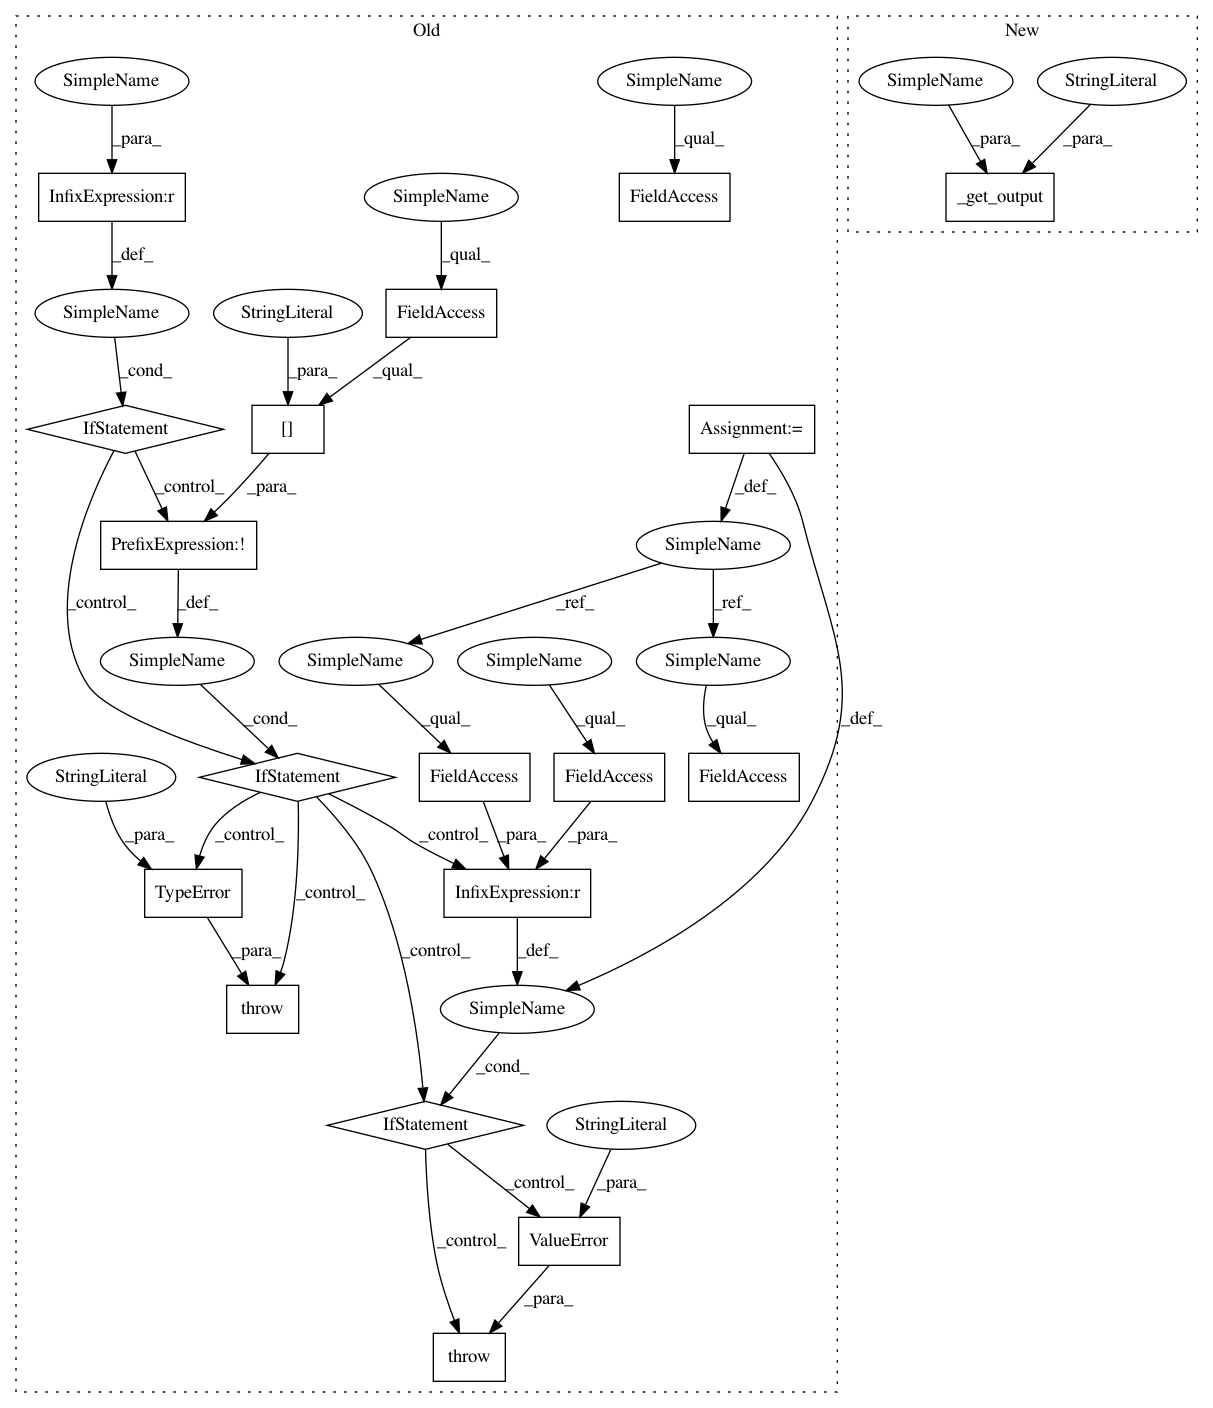 Old
New
SimpleName
SimpleName
SimpleName
StringLiteral
_para_
_qual_
_para_
_para_
InfixExpression:r
SimpleName
FieldAccess
_get_output
_def_
_qual_
SimpleName
StringLiteral
FieldAccess
_cond_
_para_
_qual_
IfStatement
[]
Assignment:=
_control_
_para_
_def_
PrefixExpression:!
SimpleName
_control_
_def_
_ref_
_ref_
SimpleName
SimpleName
SimpleName
SimpleName
_cond_
_qual_
_qual_
_qual_
_def_
StringLiteral
IfStatement
FieldAccess
FieldAccess
FieldAccess
_para_
_control_
_control_
_para_
_para_
TypeError
InfixExpression:r
_para_
_control_
_control_
_def_
throw
SimpleName
_cond_
IfStatement
StringLiteral
_control_
_para_
_control_
ValueError
_para_
throw